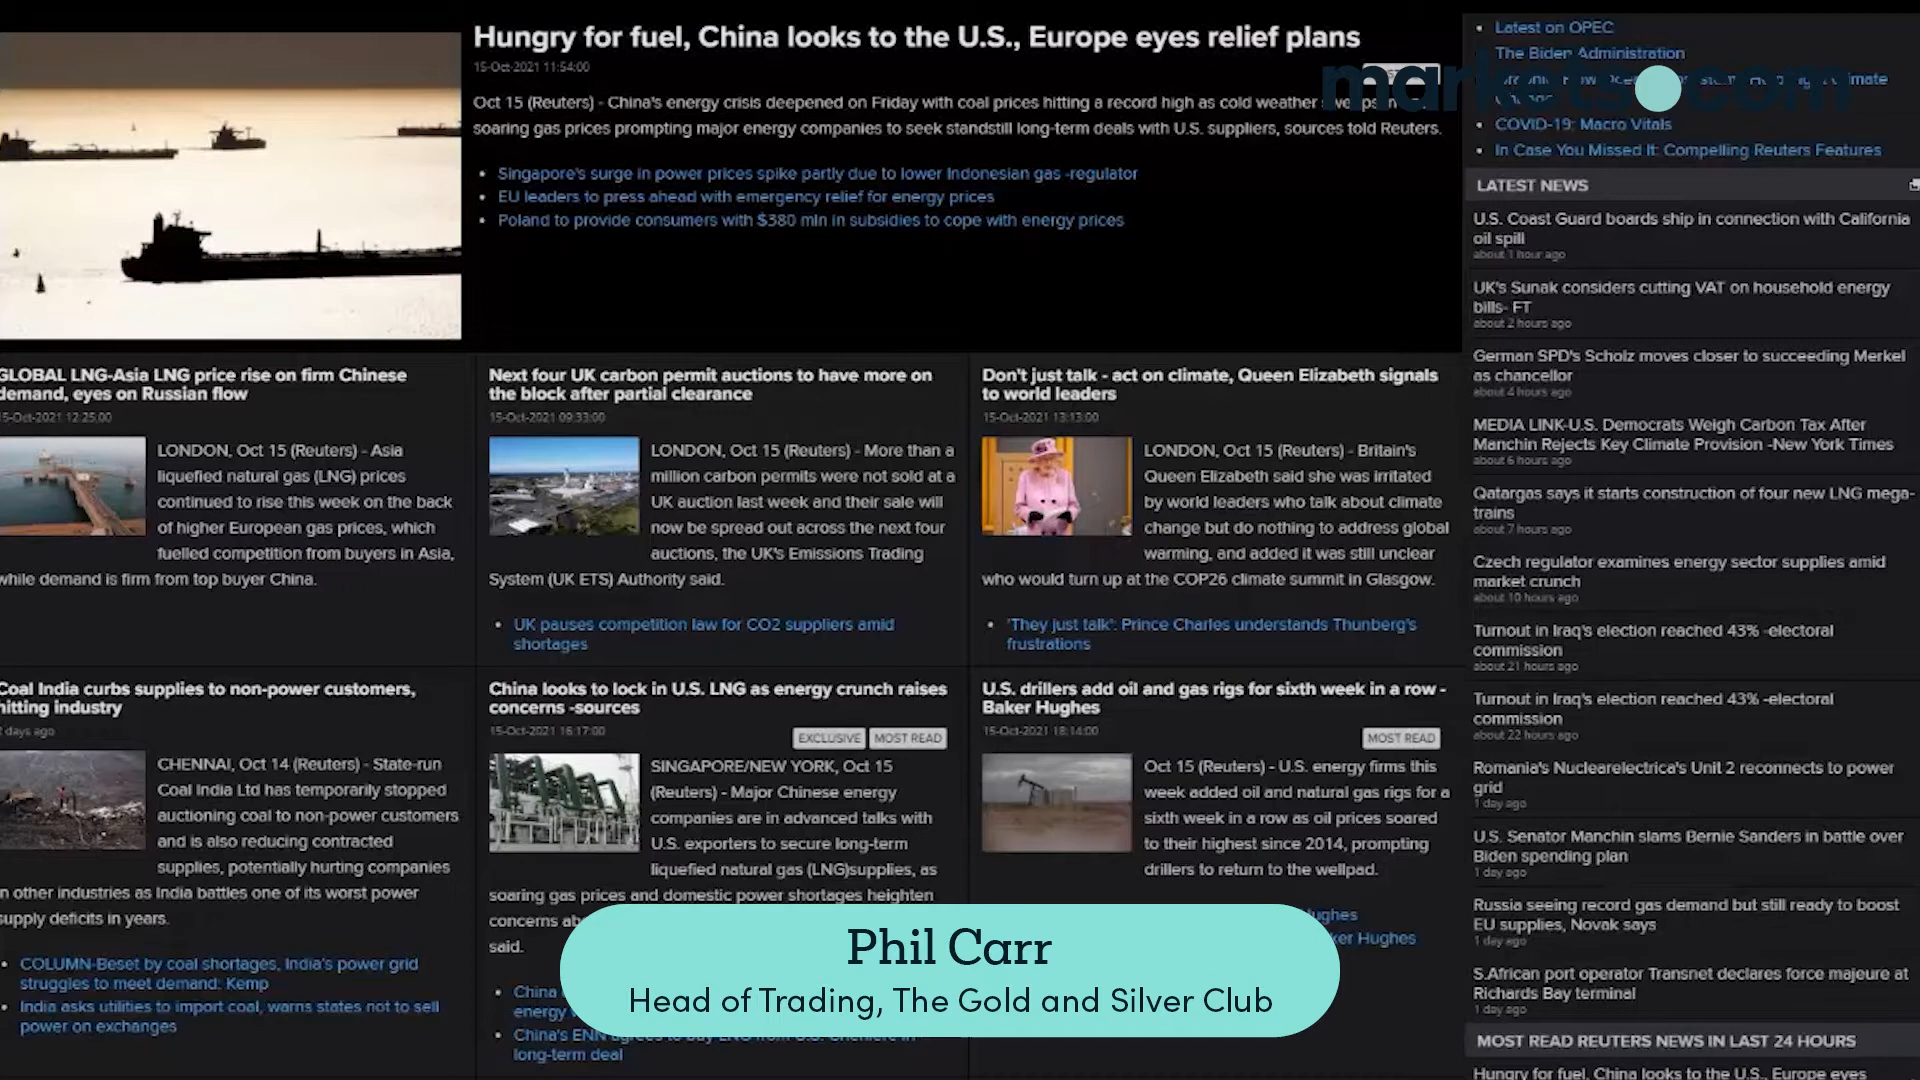 Hungry for fuel, China looks to the U.S., Europe eyes relief plans
15-Oct-2021 11:54:00
Oct 15 (Reuters) - China's energy crisis deepened on Friday with coal prices hitting a record high as cold weather
soaring gas prices prompting major energy companies to seek standstill long-term deals with U.S. suppliers, sources told Reuters.
• Singapore's surge in power prices spike partly due to lower Indonesian gas -regulator
• EU leaders to press ahead with emergency relief for energy prices
• Poland to provide consumers with $380 mln in subsidies to cope with energy prices
markets.com
• Latest on OPEC
The Biden Administration
• COVID-19: Macro Vitals
• In Case You Missed It: Compelling Reuters Features
GLOBAL LNG-Asia LNG price rise on firm Chinese
demand, eyes on Russian flow
15-Oct-2021 12:25:00
LONDON, Oct 15 (Reuters) - Asia
liquefied natural gas (LNG) prices
continued to rise this week on the back
of higher European gas prices, which
fuelled competition from buyers in Asia,
while demand is firm from top buyer China.
Next four UK carbon permit auctions to have more on
the block after partial clearance
15-Oct-2021 09:33:00
LONDON, Oct 15 (Reuters) - More than a
million carbon permits were not sold at a
UK auction last week and their sale will
now be spread out across the next four
auctions, the UK's Emissions Trading
System (UK ETS) Authority said.
• UK pauses competition law for CO2 suppliers amid
shortages
Don't just talk - act on climate, Queen Elizabeth signals
to world leaders
15-Oct-2021 13:13:00
LONDON, Oct 15 (Reuters) - Britain's
Queen Elizabeth said she was irritated
by world leaders who talk about climate
change but do nothing to address global
warming, and added it was still unclear
who would turn up at the COP26 climate summit in Glasgow.
• 'They just talk': Prince Charles understands Thunberg's
frustrations
Coal India curbs supplies to non-power customers,
hitting industry
2 days ago
CHENNAI, Oct 14 (Reuters) - State-run
Coal India Ltd has temporarily stopped
auctioning coal to non-power customers
and is also reducing contracted
supplies, potentially hurting companies
in other industries as India battles one of its worst power
supply deficits in years.
• COLUMN-Beset by coal shortages, India's power grid
struggles to meet demand: Kemp
• India asks utilities to import coal, warns states not to sell
power on exchanges
China looks to lock in U.S. LNG as energy crunch raises
concerns -sources
15-Oct-2021 16:17:00
EXCLUSIVE MOST READ
SINGAPORE/NEW YORK, Oct 15
(Reuters) - Major Chinese energy
companies are in advanced talks with
U.S. exporters to secure long-term
liquefied natural gas (LNG)supplies, as
soaring gas prices and domestic power shortages heighten
concerns
said.
• China
energy
• China's ENN agrees to buy LNG from U.S.
long-term deal
U.S. drillers add oil and gas rigs for sixth week in a row -
Baker Hughes
15-Oct-2021 18:14:00
MOST READ
Oct 15 (Reuters) - U.S. energy firms this
week added oil and natural gas rigs for a
sixth week in a row as oil prices soared
to their highest since 2014, prompting
drillers to return to the wellpad.
Hughes
Hughes
LATEST NEWS
U.S. Coast Guard boards ship in connection with California
oil spill
about 1 hour ago
UK's Sunak considers cutting VAT on household energy
bills- FT
about 2 hours ago
German SPD's Scholz moves closer to succeeding Merkel
as chancellor
about 4 hours ago
MEDIA LINK-U.S. Democrats Weigh Carbon Tax After
Manchin Rejects Key Climate Provision -New York Times
about 6 hours ago
Qatargas says it starts construction of four new LNG mega-
trains
about 7 hours ago
Czech regulator examines energy sector supplies amid
market crunch
about 10 hours ago
Turnout in Iraq's election reached 43% -electoral
commission
about 21 hours ago
Turnout in Iraq's election reached 43% -electoral
commission
about 22 hours ago
Romania's Nuclearelectrica's Unit 2 reconnects to power
grid
1 day ago
U.S. Senator Manchin slams Bernie Sanders in battle over
Biden spending plan
1 day ago
Russia seeing record gas demand but still ready to boost
EU supplies, Novak says
1 day ago
S.African port operator Transnet declares force majeure at
Richards Bay terminal
1 day ago
MOST READ REUTERS NEWS IN LAST 24 HOURS
Hungry for fuel, China looks to the U.S., Europe eyes
Phil Carr
Head of Trading, The Gold and Silver Club